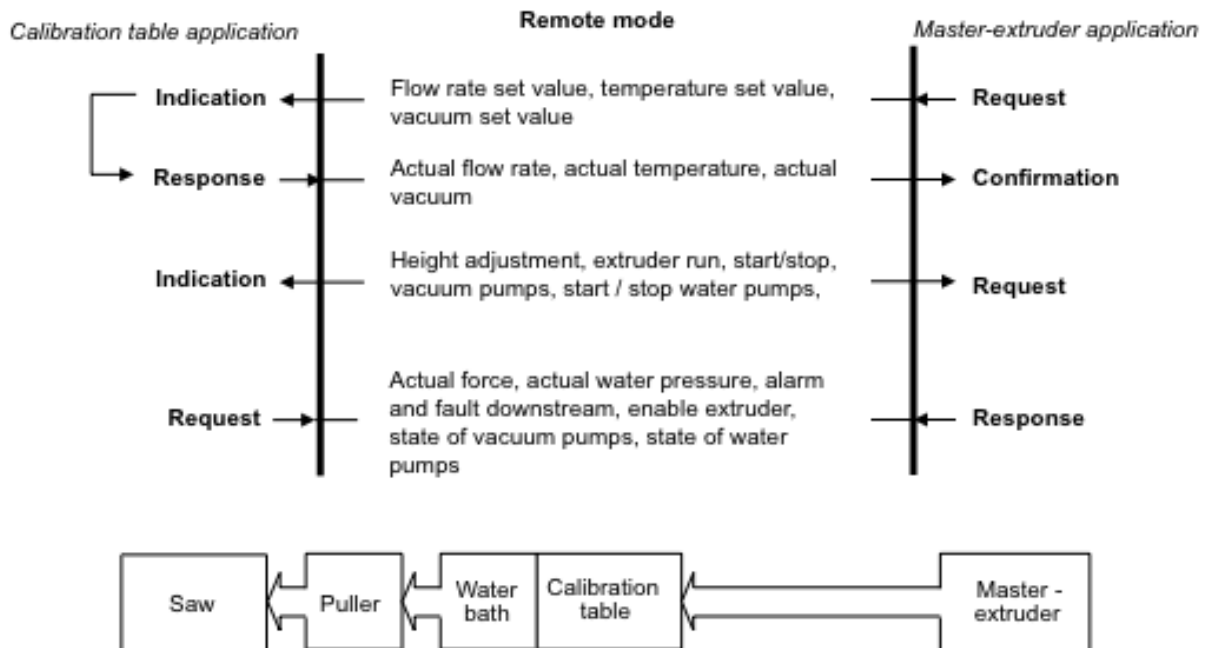 Remote mode
Calibration table application
Master-extruder application
Indication
Flow rate set value, temperature set value,
vacuum set value
Request
Response
Actual flow rate, actual temperature, actual
vacuum
Confirmation
Indication
Height adjustment, extruder run, start/stop,
vacuum pumps, start / stop water pumps,
Request
Request
Actual force, actual water pressure, alarm
and fault downstream, enable extruder,
state of vacuum pumps, state of water
pumps
Response
Saw
Puller
Water
bath
Calibration
table
Master -
extruder